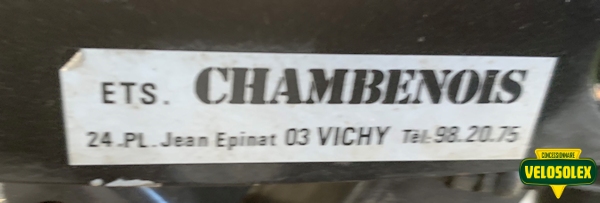 ETS. CHAMBENOIS
24.PL. Jean Epinat 03 VICHY Tél: 98.20.75
CONCESSIONNAIRE
VELOSOLEX